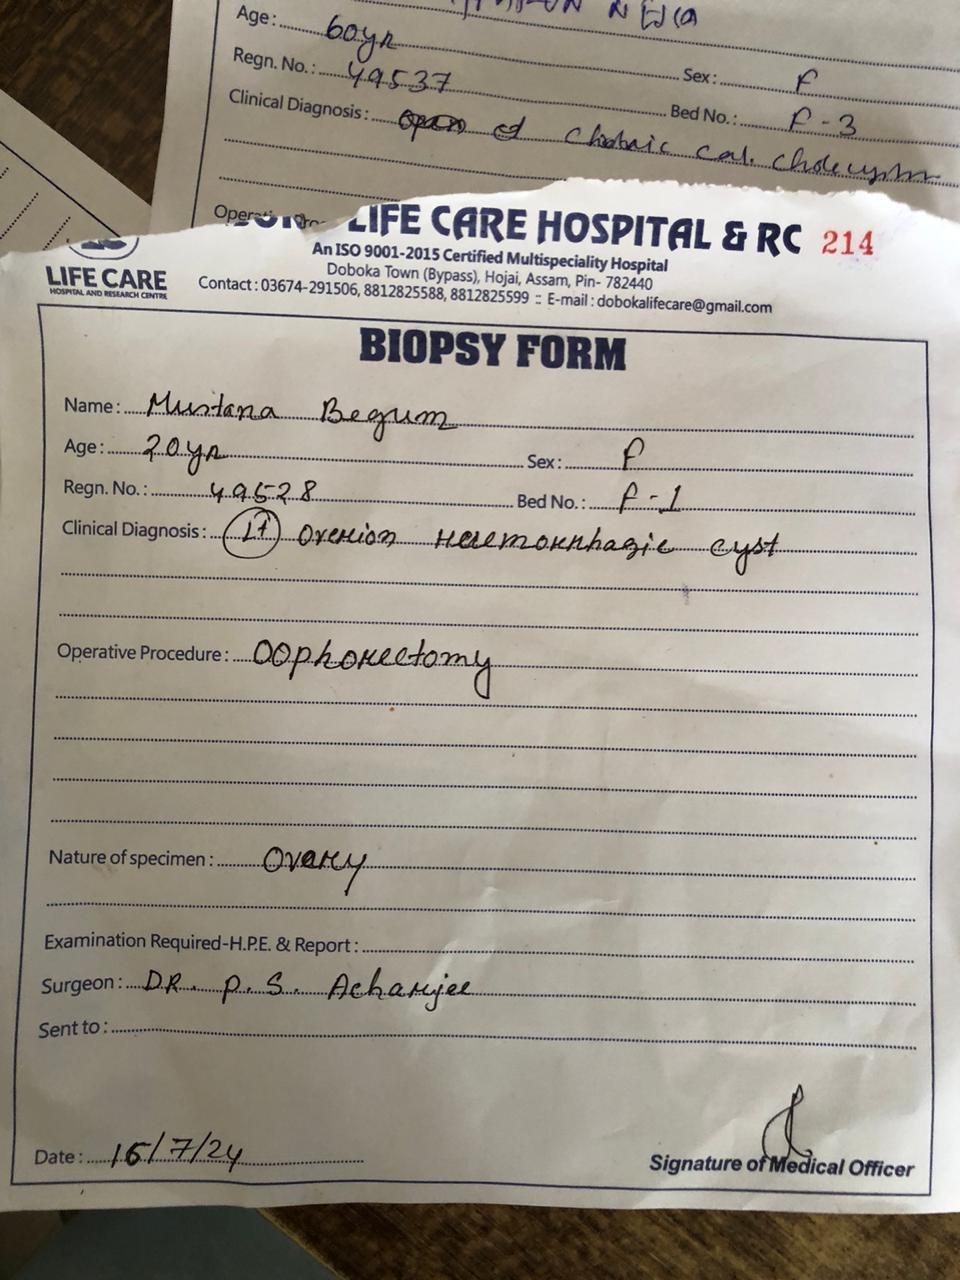 Age: 60yr
Sex: F
Regn. No.: 49537
Bed No.: F-3
Clinical Diagnosis: cal.
LIFE CARE HOSPITAL & RC 214
An ISO 9001-2015 Certified Multispeciality Hospital
Doboka Town (Bypass), Hojai, Assam, Pin- 782440
Contact : 03674-291506, 8812825588, 8812825599 :: E-mail : dobokalifecare@gmail.com
LIFE CARE
HOSPITAL AND RESEARCH CENTRE
BIOPSY FORM
Name: Mustana Begum
Age: 20yr Sex: F
Regn. No.: 49528 Bed No.: F-1
Clinical Diagnosis: Lt Overion Haemorrhagic cyst
Operative Procedure: Oophorectomy
Nature of specimen: Ovary
Examination Required-H.P.E. & Report:
Surgeon: DR. P. S. Acharjee
Sent to:
Date: 16/7/24
Signature of Medical Officer